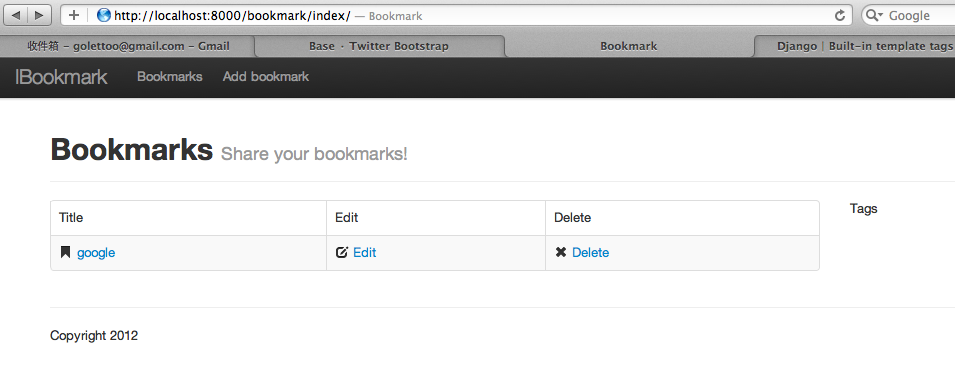 http://localhost:8000/bookmark/index/ — Bookmark
Google
收件箱 – golettoo@gmail.com – Gmail
Base · Twitter Bootstrap
Bookmark
Django | Built-in template tags
IBookmark
Bookmarks
Add bookmark
Bookmarks Share your bookmarks!
Title
Edit
Delete
Tags
google
Edit
Delete
Copyright 2012